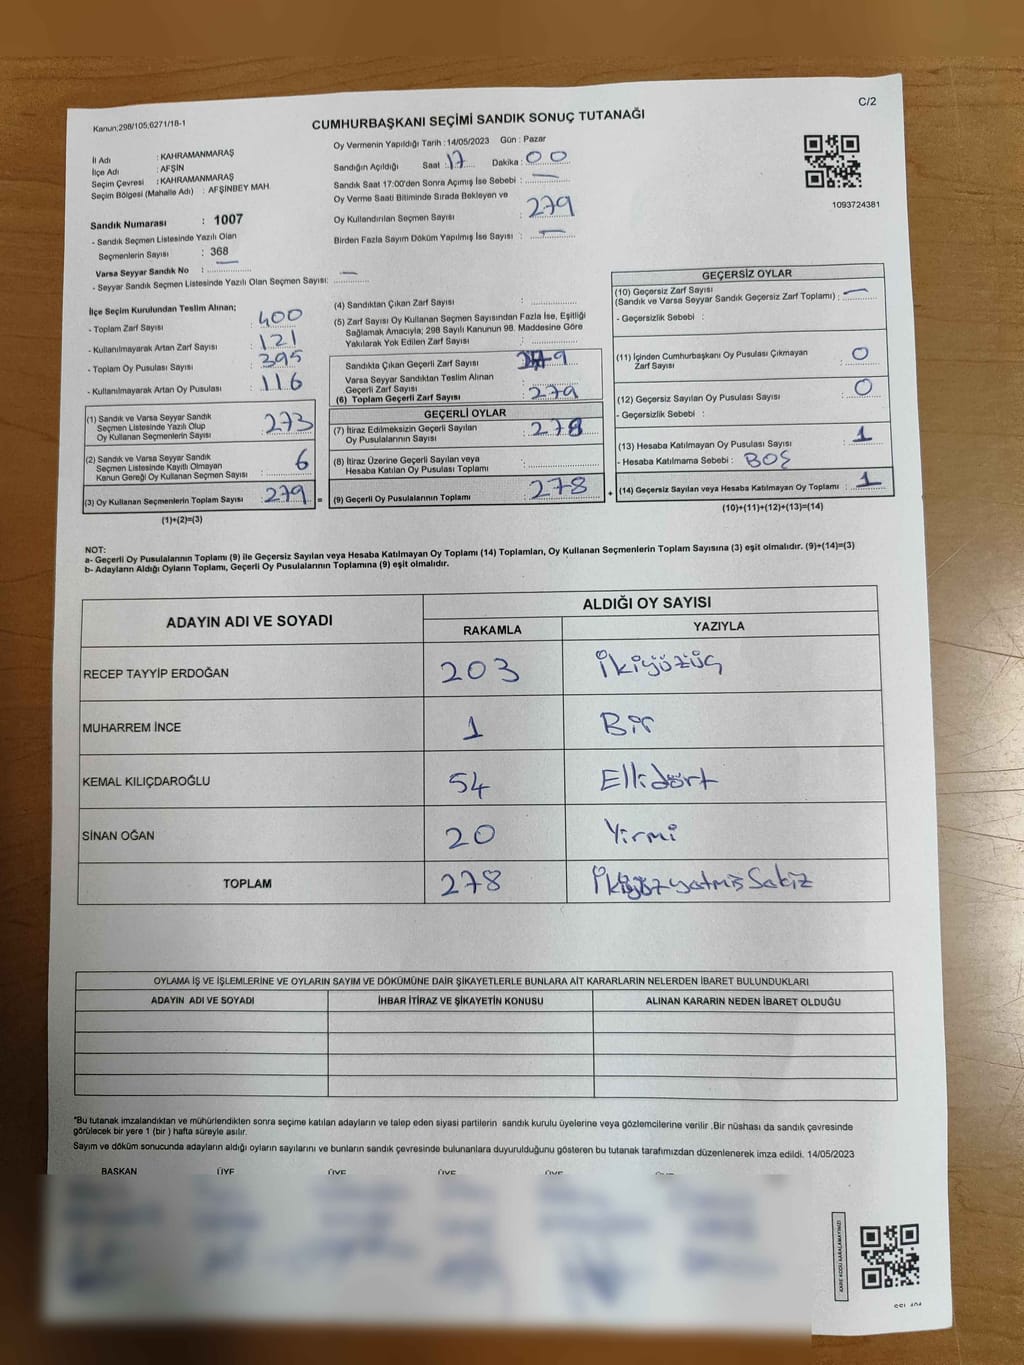 C/2
Kanun;298/105,6271/18-1
CUMHURBAŞKANI SEÇİMİ SANDIK SONUÇ TUTANAĞI
İl Adı : KAHRAMANMARAŞ
İlçe Adı : AFŞİN
Seçim Çevresi : KAHRAMANMARAŞ
Seçim Bölgesi (Mahalle Adı) : AFŞİNBEY MAH.
Sandık Numarası : 1007
- Sandık Seçmen Listesinde Yazılı Olan
Seçmenlerin Sayısı : 368
Varsa Seyyar Sandık No : —
- Seyyar Sandık Seçmen Listesinde Yazılı Olan Seçmen Sayısı: —
Oy Vermenin Yapıldığı Tarih :14/05/2023 Gün : Pazar
Sandığın Açıldığı Saat : 17 Dakika : 00
Sandık Saat 17:00'den Sonra Açımış İse Sebebi : —
Oy Verme Saati Bitiminde Sırada Bekleyen ve
Oy Kullandırılan Seçmen Sayısı : 279
Birden Fazla Sayım Döküm Yapılmış İse Sayısı : —
1093724381
İlçe Seçim Kurulundan Teslim Alınan;
- Toplam Zarf Sayısı : 400
- Kullanılmayarak Artan Zarf Sayısı : 121
- Toplam Oy Pusulası Sayısı : 395
- Kullanılmayarak Artan Oy Pusulası : 116
(1) Sandık ve Varsa Seyyar Sandık
Seçmen Listesinde Yazılı Olup
Oy Kullanan Seçmenlerin Sayısı : 273
(2) Sandık ve Varsa Seyyar Sandık
Seçmen Listesinde Kayıtlı Olmayan
Kanun Gereği Oy Kullanan Seçmen Sayısı : 6
(3) Oy Kullanan Seçmenlerin Toplam Sayısı : 279 =
(1)+(2)=(3)
(4) Sandıktan Çıkan Zarf Sayısı :
(5) Zarf Sayısı Oy Kullanan Seçmen Sayısından Fazla İse, Eşitliği
Sağlamak Amacıyla; 298 Sayılı Kanunun 98. Maddesine Göre
Yakılarak Yok Edilen Zarf Sayısı :
Sandıkta Çıkan Geçerli Zarf Sayısı
Varsa Seyyar Sandıktan Teslim Alınan
Geçerli Zarf Sayısı
(6) Toplam Geçerli Zarf Sayısı : 279
GEÇERLİ OYLAR
(7) İtiraz Edilmeksizin Geçerli Sayılan
Oy Pusulalarının Sayısı : 278
(8) İtiraz Üzerine Geçerli Sayılan veya
Hesaba Katılan Oy Pusulası Toplamı :
(9) Geçerli Oy Pusulalarının Toplamı : 278 +
GEÇERSİZ OYLAR
(10) Geçersiz Zarf Sayısı
(Sandık ve Varsa Seyyar Sandık Geçersiz Zarf Toplamı) : —
- Geçersizlik Sebebi :
(11) İçinden Cumhurbaşkanı Oy Pusulası Çıkmayan
Zarf Sayısı : 0
(12) Geçersiz Sayılan Oy Pusulası Sayısı : 0
- Geçersizlik Sebebi :
(13) Hesaba Katılmayan Oy Pusulası Sayısı : 1
- Hesaba Katılmama Sebebi : BOŞ
(14) Geçersiz Sayılan veya Hesaba Katılmayan Oy Toplamı : 1
(10)+(11)+(12)+(13)=(14)
NOT:
a- Geçerli Oy Pusulalarının Toplamı (9) ile Geçersiz Sayılan veya Hesaba Katılmayan Oy Toplamı (14) Toplamları, Oy Kullanan Seçmenlerin Toplam Sayısına (3) eşit olmalıdır. (9)+(14)=(3)
b- Adayların Aldığı Oyların Toplamı, Geçerli Oy Pusulalarının Toplamına (9) eşit olmalıdır.
ADAYIN ADI VE SOYADI ALDIĞI OY SAYISI
RAKAMLA YAZIYLA
RECEP TAYYİP ERDOĞAN 203 İkiyüzüç
MUHARREM İNCE 1 Bir
KEMAL KILIÇDAROĞLU 54 Ellidört
SİNAN OĞAN 20 Yirmi
TOPLAM 278 İkiyüzyetmiş Sekiz
OYLAMA İŞ VE İŞLEMLERİNE VE OYLARIN SAYIM VE DÖKÜMÜNE DAİR ŞİKAYETLERLE BUNLARA AİT KARARLARIN NELERDEN İBARET BULUNDUKLARI
ADAYIN ADI VE SOYADI İHBAR İTİRAZ VE ŞİKAYETİN KONUSU ALINAN KARARIN NEDEN İBARET OLDUĞU
*Bu tutanak imzalandıktan ve mühürlendikten sonra seçime katılan adayların ve talep eden siyasi partilerin sandık kurulu üyelerine veya gözlemcilerine verilir .Bir nüshası da sandık çevresinde
görülecek bir yere 1 (bir ) hafta süreyle asılır.
Sayım ve döküm sonucunda adayların aldığı oyların sayılarını ve bunların sandık çevresinde bulunanlara duyurulduğunu gösteren bu tutanak tarafımızdan düzenlenerek imza edildi. 14/05/2023
BAŞKAN ÜYE ÜYE ÜYE ÜYE
KARE KODU KARALAMAYINIZ!